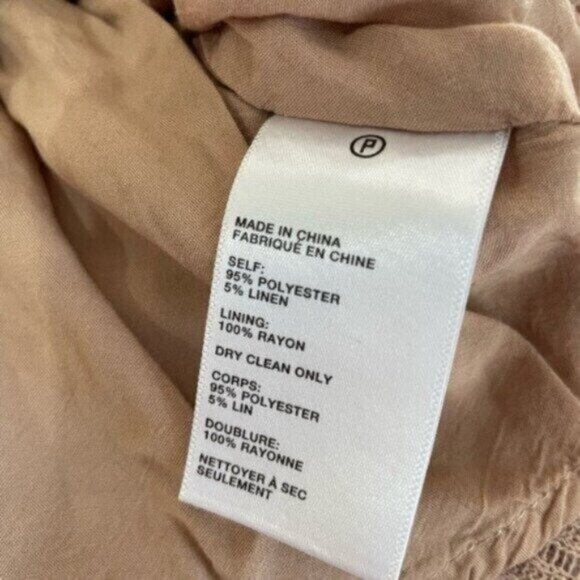 P
MADE IN CHINA
FABRIQUÉ EN CHINE
SELF:
95% POLYESTER
5% LINEN
LINING:
100% RAYON
DRY CLEAN ONLY
CORPS:
95% POLYESTER
5% LIN
DOUBLURE:
100% RAYONNE
NETTOYER À SEC
SEULEMENT